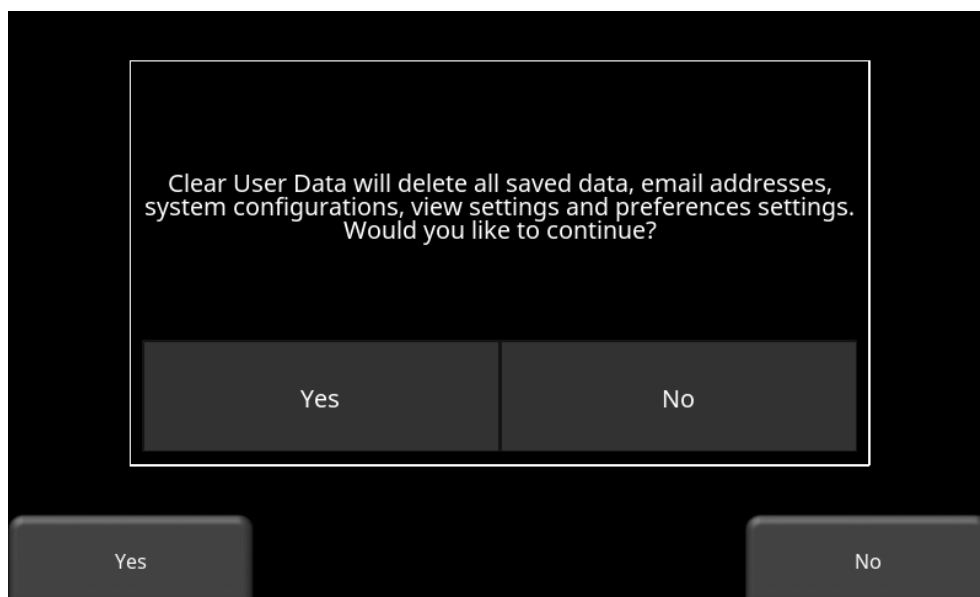 Clear User Data will delete all saved data, email addresses,
system configurations, view settings and preferences settings.
Would you like to continue?
Yes No
Yes No